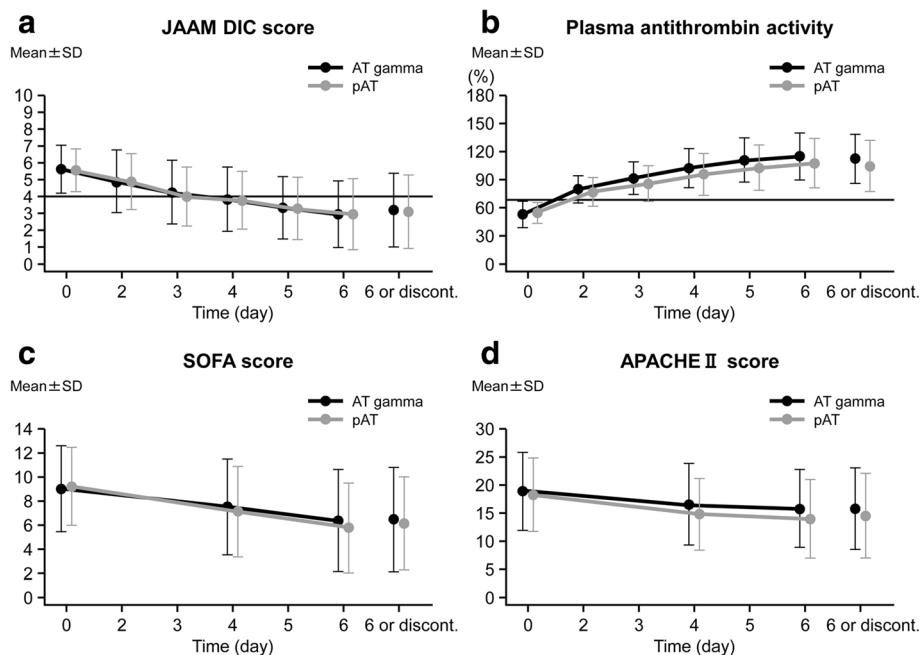 a
JAAM DIC score
Mean±SD
AT gamma
pAT
10
9
8
7
6
5
4
3
2
1
0
0 2 3 4 5 6 6 or discont.
Time (day)
b
Plasma antithrombin activity
Mean±SD
(%)
AT gamma
pAT
180
150
120
90
60
30
0
0 2 3 4 5 6 6 or discont.
Time (day)
c
SOFA score
Mean±SD
AT gamma
pAT
14
12
10
8
6
4
2
0
0 2 3 4 5 6 6 or discont.
Time (day)
d
APACHE Ⅱ score
Mean±SD
AT gamma
pAT
30
25
20
15
10
5
0
0 2 3 4 5 6 6 or discont.
Time (day)